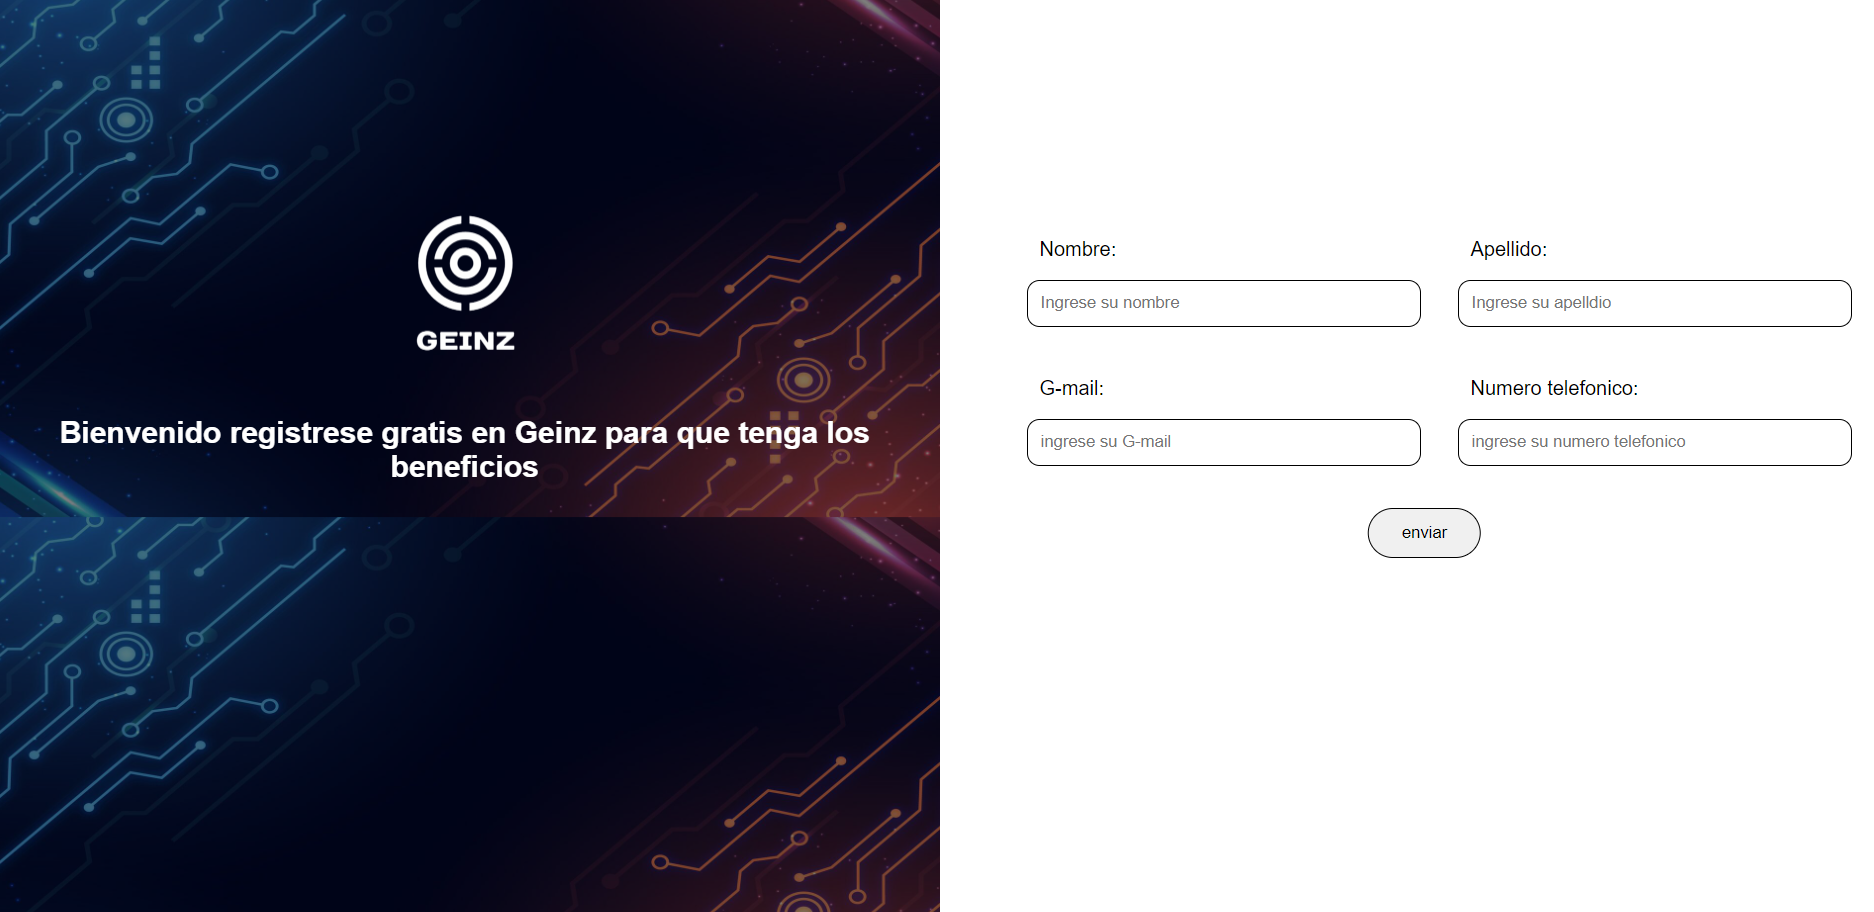 GEINZ
Bienvenido registrese gratis en Geinz para que tenga los
beneficios
Nombre:
Apellido:
Ingrese su nombre
Ingrese su apelldio
G-mail:
Numero telefonico:
ingrese su G-mail
ingrese su numero telefonico
enviar